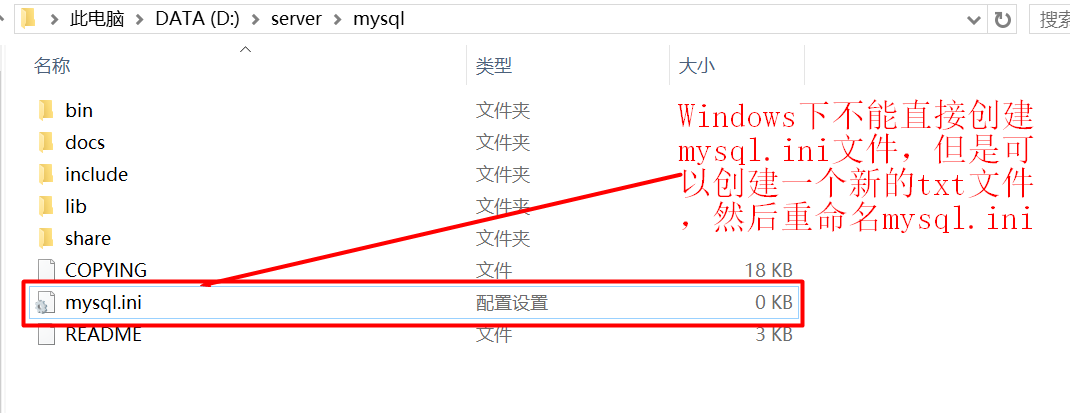 此电脑 > DATA (D:) > server > mysql
搜索
名称 类型 大小
bin 文件夹
docs 文件夹
include 文件夹
lib 文件夹
share 文件夹
COPYING 文件 18 KB
mysql.ini 配置设置 0 KB
README 文件 3 KB
Windows下不能直接创建
mysql.ini文件，但是可
以创建一个新的txt文件
，然后重命名mysql.ini